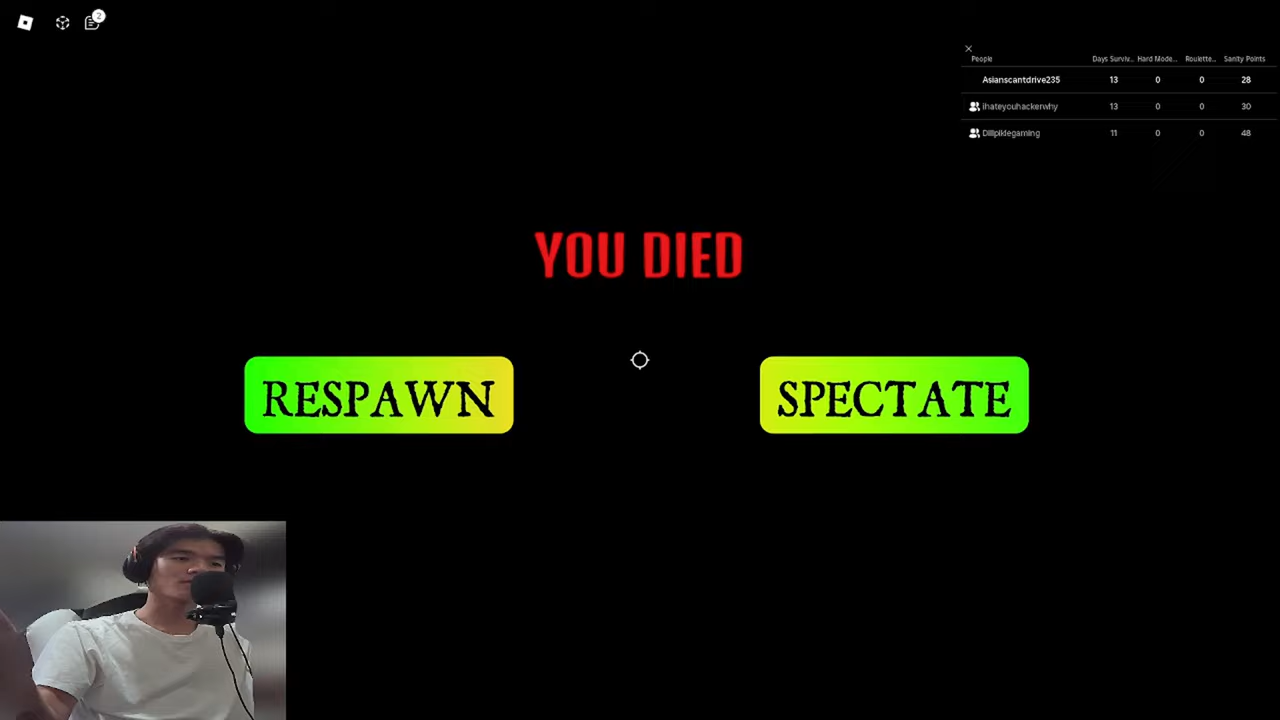 2
People Days Surviv.. Hard Mode... Roulette... Sanity Points
Asianscantdrive235 13 0 0 28
ihateyouhackerwhy 13 0 0 30
Dillpiklegaming 11 0 0 48
YOU DIED
RESPAWN
SPECTATE